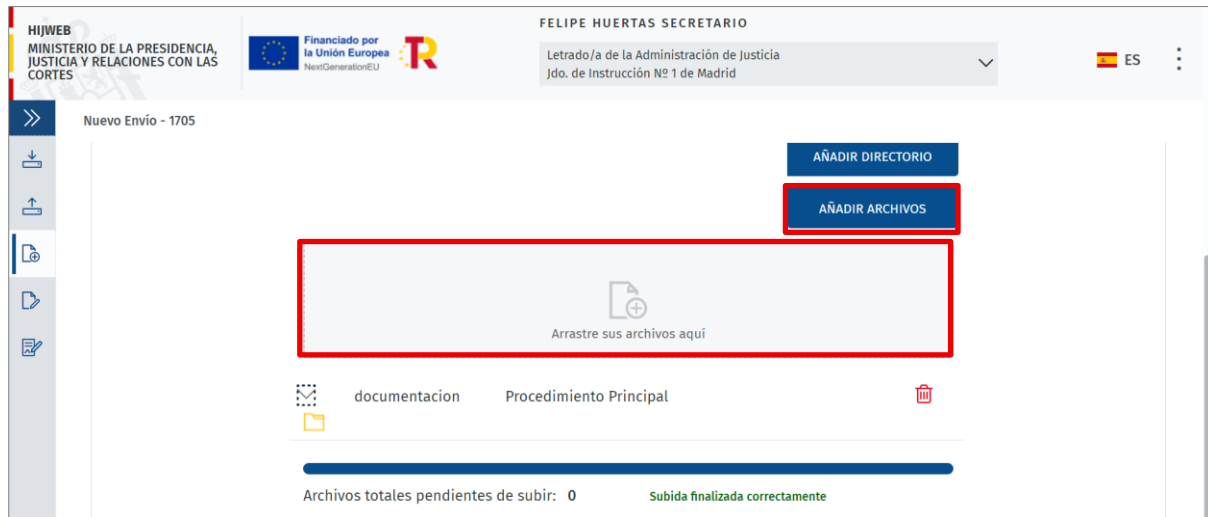 HIJWEB
MINISTERIO DE LA PRESIDENCIA,
JUSTICIA Y RELACIONES CON LAS
CORTES
Financiado por
la Unión Europea
NextGenerationEU
TR
FELIPE HUERTAS SECRETARIO
Letrado/a de la Administración de Justicia
Jdo. de Instrucción Nº 1 de Madrid
ES
Nuevo Envío - 1705
AÑADIR DIRECTORIO
AÑADIR ARCHIVOS
Arrastre sus archivos aquí
documentacion Procedimiento Principal
Archivos totales pendientes de subir: 0 Subida finalizada correctamente